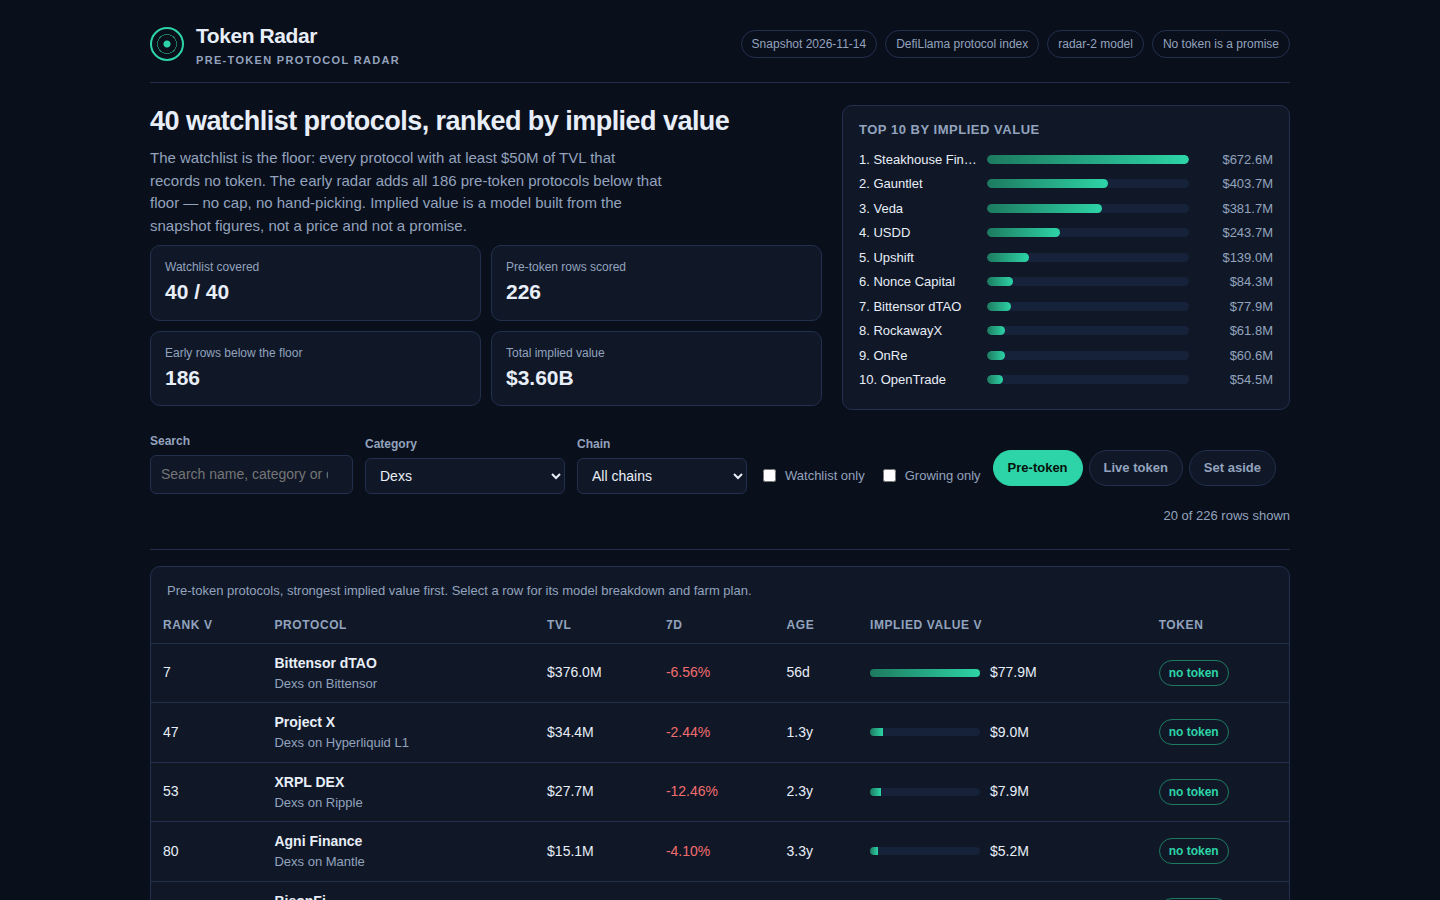 Token Radar
PRE-TOKEN PROTOCOL RADAR
Snapshot 2026-11-14
DefiLlama protocol index
radar-2 model
No token is a promise
40 watchlist protocols, ranked by implied value
The watchlist is the floor: every protocol with at least $50M of TVL that
records no token. The early radar adds all 186 pre-token protocols below that
floor — no cap, no hand-picking. Implied value is a model built from the
snapshot figures, not a price and not a promise.
Watchlist covered
40 / 40
Pre-token rows scored
226
Early rows below the floor
186
Total implied value
$3.60B
TOP 10 BY IMPLIED VALUE
1. Steakhouse Fin… $672.6M
2. Gauntlet $403.7M
3. Veda $381.7M
4. USDD $243.7M
5. Upshift $139.0M
6. Nonce Capital $84.3M
7. Bittensor dTAO $77.9M
8. RockawayX $61.8M
9. OnRe $60.6M
10. OpenTrade $54.5M
Search
Search name, category or
Category
Dexs
Chain
All chains
Watchlist only
Growing only
Pre-token
Live token
Set aside
20 of 226 rows shown
Pre-token protocols, strongest implied value first. Select a row for its model breakdown and farm plan.
RANK V PROTOCOL TVL 7D AGE IMPLIED VALUE V TOKEN
7 Bittensor dTAO $376.0M -6.56% 56d $77.9M no token
Dexs on Bittensor
47 Project X $34.4M -2.44% 1.3y $9.0M no token
Dexs on Hyperliquid L1
53 XRPL DEX $27.7M -12.46% 2.3y $7.9M no token
Dexs on Ripple
80 Agni Finance $15.1M -4.10% 3.3y $5.2M no token
Dexs on Mantle